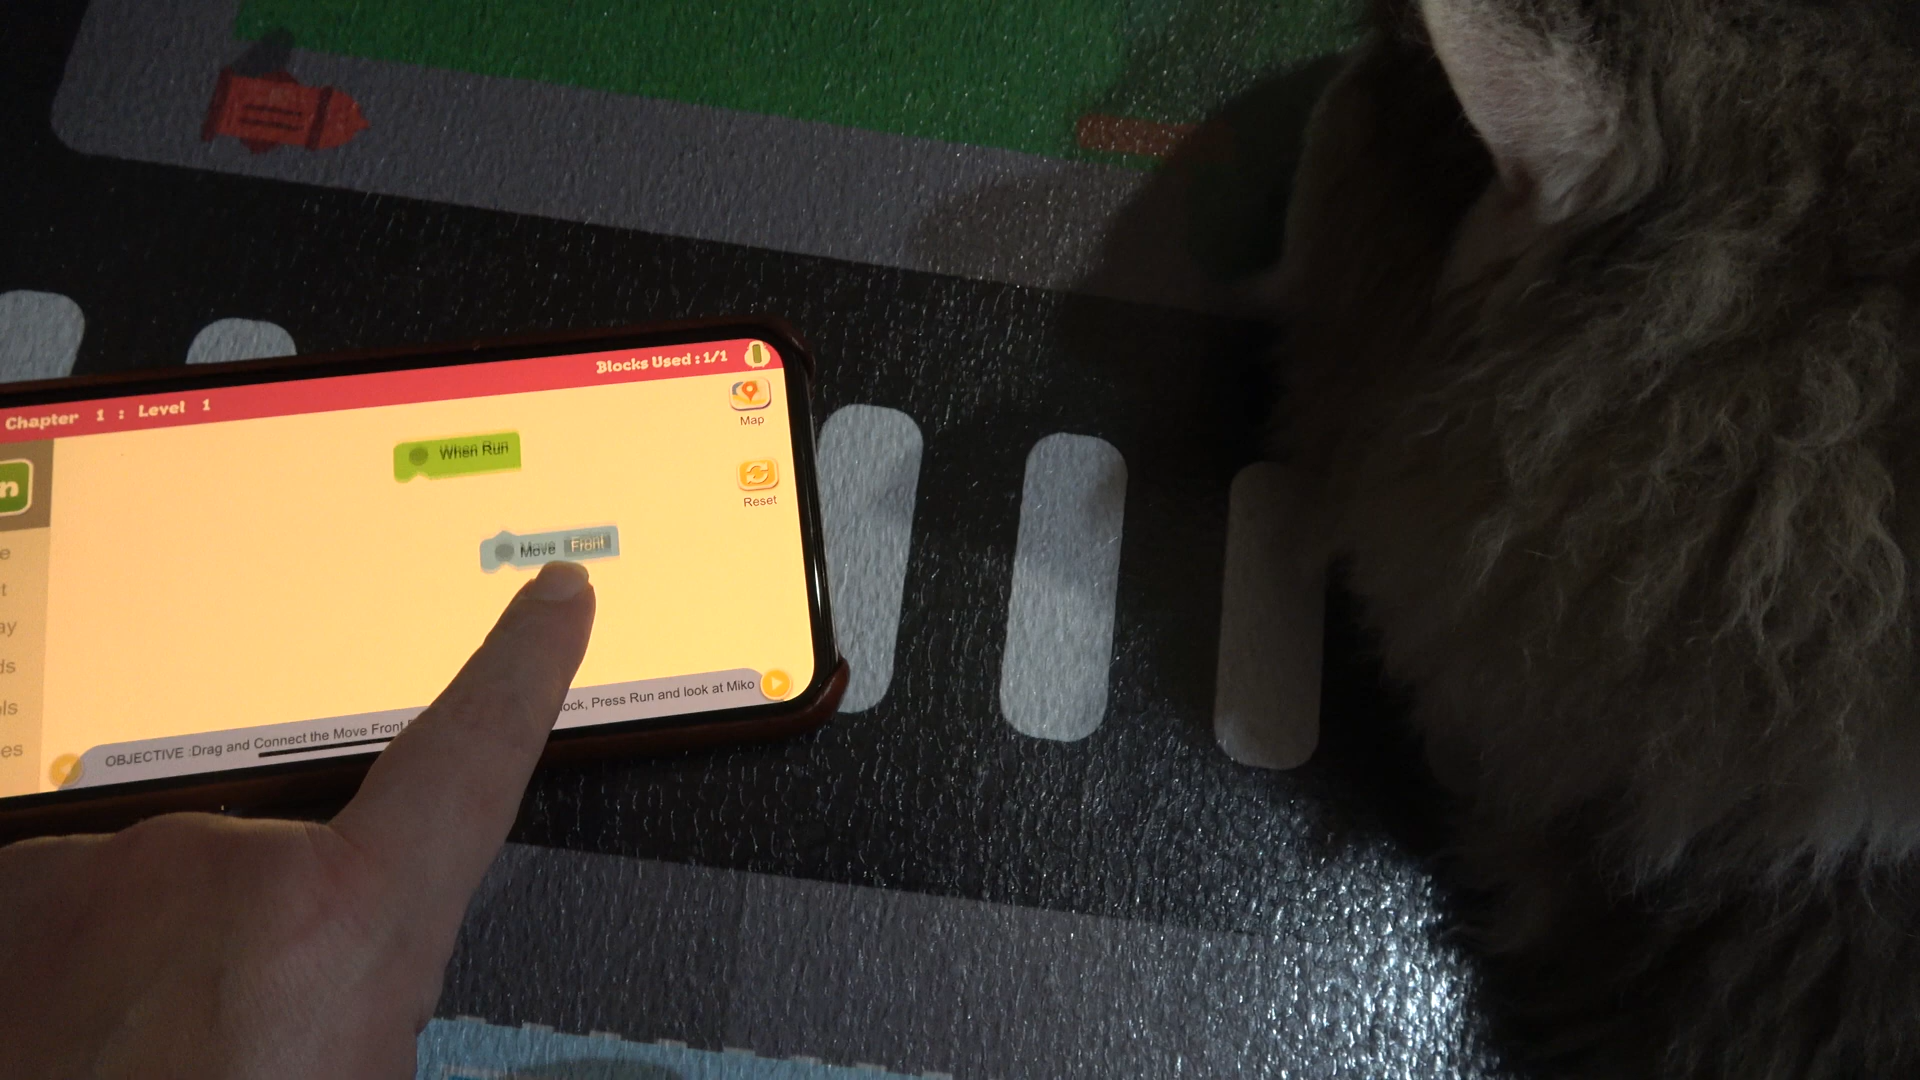 Chapter 1 : Level 1
Blocks Used : 1/1
Map
When Run
Reset
Move Front
OBJECTIVE :Drag and Connect the Move Front
lock, Press Run and look at Miko